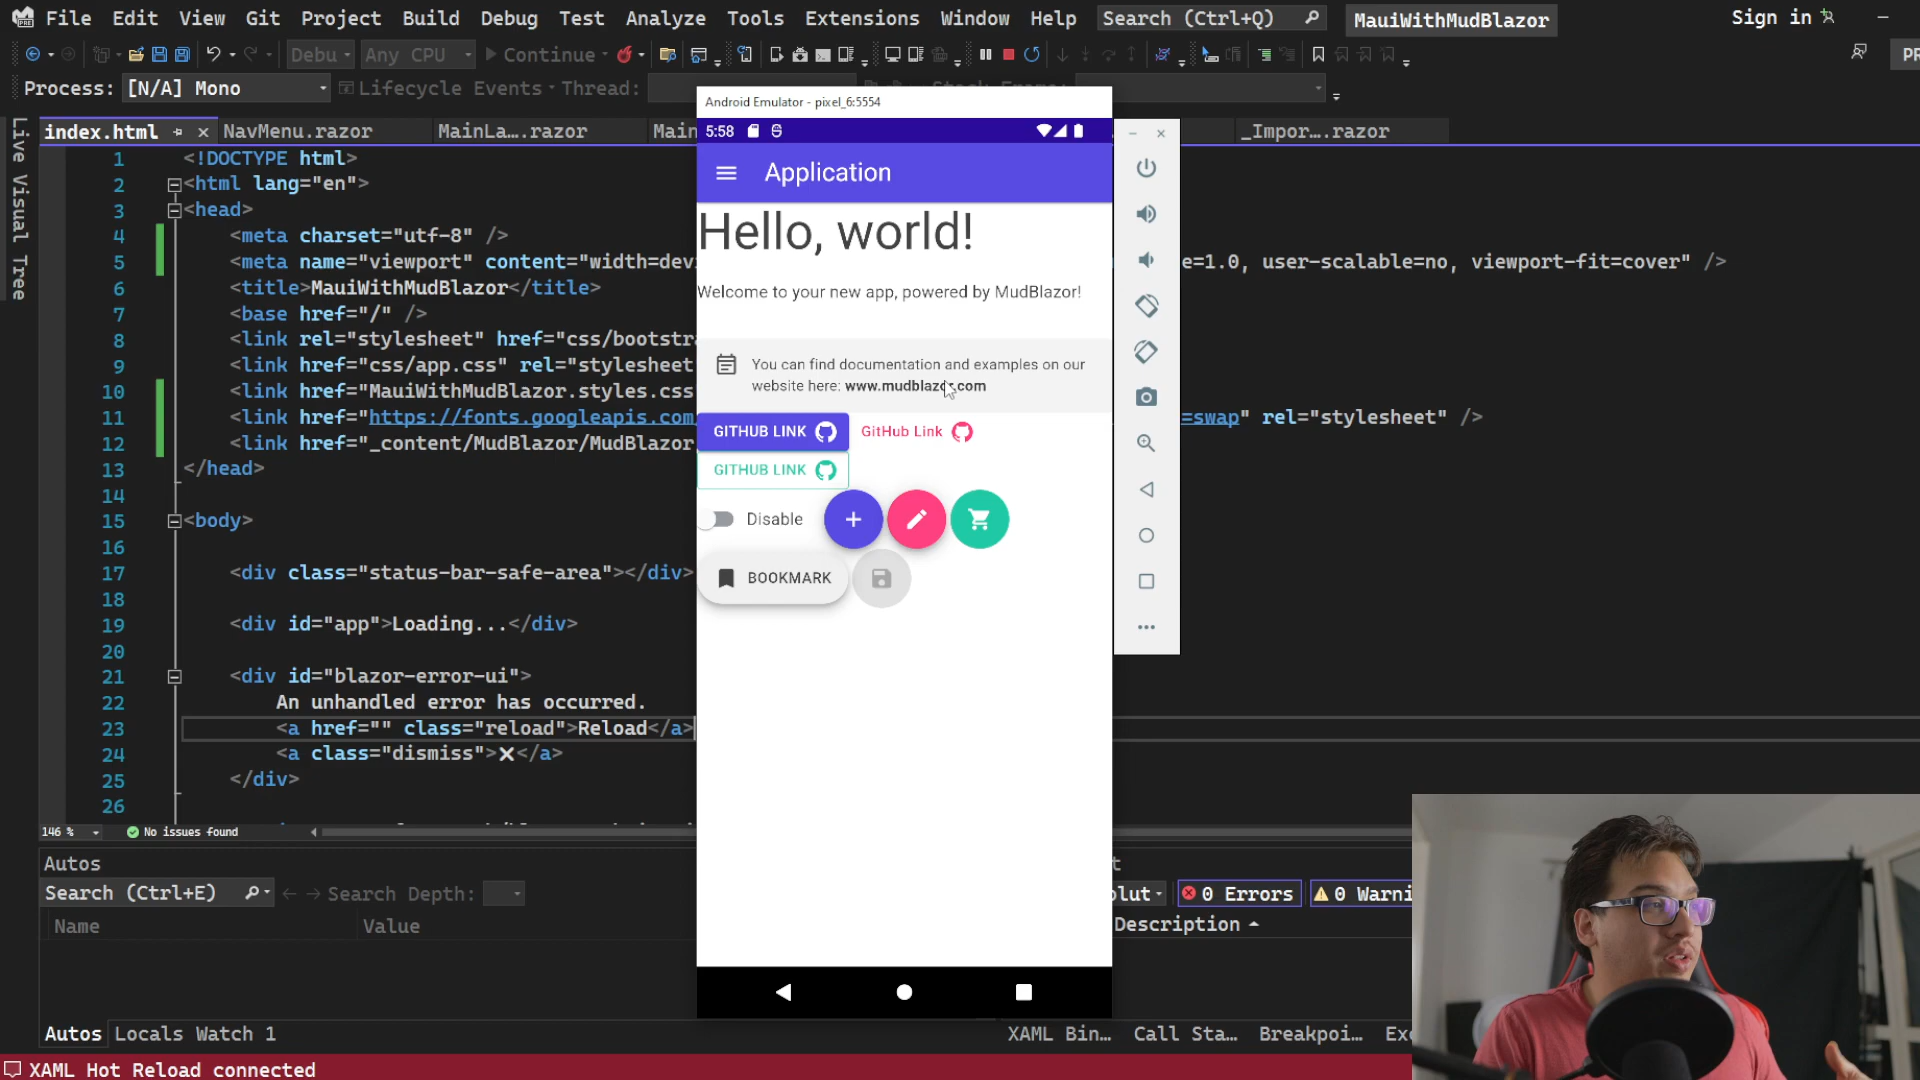 File Edit View Git Project Build Debug Test Analyze Tools Extensions Window Help Search (Ctrl+Q) MauiWithMudBlazor Sign in
Debu Any CPU Continue
Process: [N/A] Mono Lifecycle Events Thread:
Live Visual Tree
index.html NavMenu.razor MainLa….razor Main _Impor….razor
1 <!DOCTYPE html>
2 <html lang="en">
3 <head>
4 <meta charset="utf-8" />
5 <meta name="viewport" content="width=dev e=1.0, user-scalable=no, viewport-fit=cover" />
6 <title>MauiWithMudBlazor</title>
7 <base href="/" />
8 <link rel="stylesheet" href="css/bootstra
9 <link href="css/app.css" rel="stylesheet
10 <link href="MauiWithMudBlazor.styles.css
11 <link href="https://fonts.googleapis.com =swap" rel="stylesheet" />
12 <link href="_content/MudBlazor/MudBlazor
13 </head>
14
15 <body>
16
17 <div class="status-bar-safe-area"></div>
18
19 <div id="app">Loading...</div>
20
21 <div id="blazor-error-ui">
22 An unhandled error has occurred.
23 <a href="" class="reload">Reload</a>
24 <a class="dismiss">🗙</a>
25 </div>
26
146 % No issues found
Android Emulator - pixel_6:5554
5:58
Application
Hello, world!
Welcome to your new app, powered by MudBlazor!
You can find documentation and examples on our
website here: www.mudblazor.com
GITHUB LINK GitHub Link
GITHUB LINK
Disable
BOOKMARK
Autos
Search (Ctrl+E) Search Depth:
Name Value
Autos Locals Watch 1
0 Errors 0 Warni
Description
XAML Bin… Call Sta… Breakpoi…
XAML Hot Reload connected